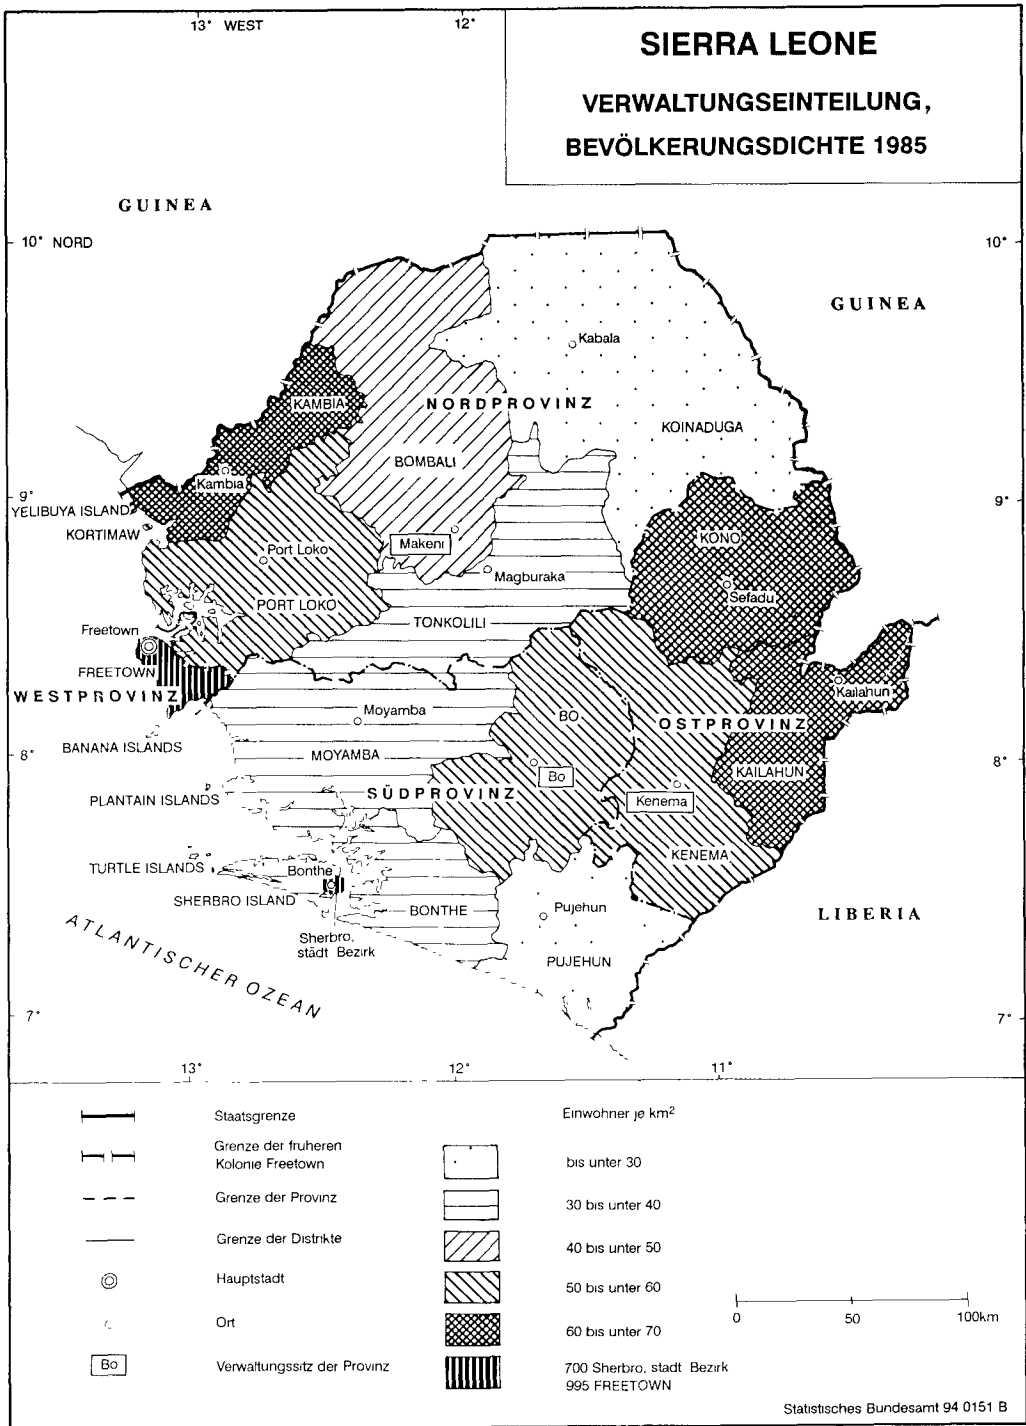 13° WEST
12°
SIERRA LEONE
VERWALTUNGSEINTEILUNG,
BEVÖLKERUNGSDICHTE 1985
GUINEA
10° NORD
10°
GUINEA
Kabala
KAMBIA
NORDPROVINZ
KOINADUGA
BOMBALI
Kambia
9°
9°
YELIBUYA ISLAND
KORTIMAW
KONO
Makeni
Port Loko
Magburaka
Sefadu
PORT LOKO
TONKOLILI
Freetown
FREETOWN
WESTPROVINZ
Kailahun
Moyamba
BO
OSTPROVINZ
BANANA ISLANDS
8°
MOYAMBA
8°
Bo
KAILAHUN
PLANTAIN ISLANDS
SÜDPROVINZ
Kenema
KENEMA
TURTLE ISLANDS
Bonthe
SHERBRO ISLAND
BONTHE
Pujehun
LIBERIA
ATLANTISCHER OZEAN
Sherbro,
städt Bezirk
PUJEHUN
7°
7°
13°
12°
11°
Staatsgrenze
Grenze der fruheren
Kolonie Freetown
Grenze der Provinz
Grenze der Distrikte
Hauptstadt
Ort
Bo
Verwaltungssitz der Provinz
Einwohner je km²
bis unter 30
30 bis unter 40
40 bis unter 50
50 bis unter 60
60 bis unter 70
700 Sherbro, stadt Bezirk
995 FREETOWN
0 50 100km
Statistisches Bundesamt 94 0151 B